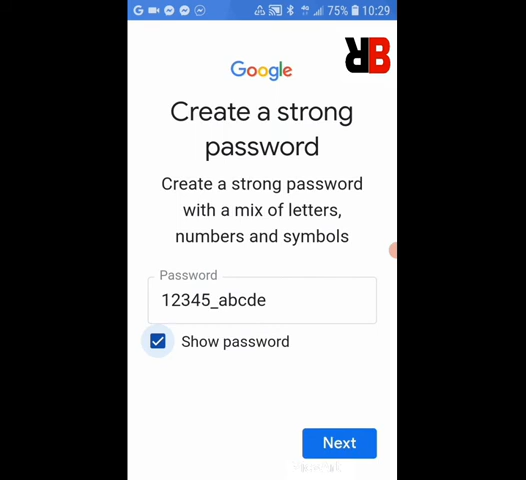 75% 10:29
RB
Google
Create a strong
password
Create a strong password
with a mix of letters,
numbers and symbols
Password
12345_abcde
Show password
Next